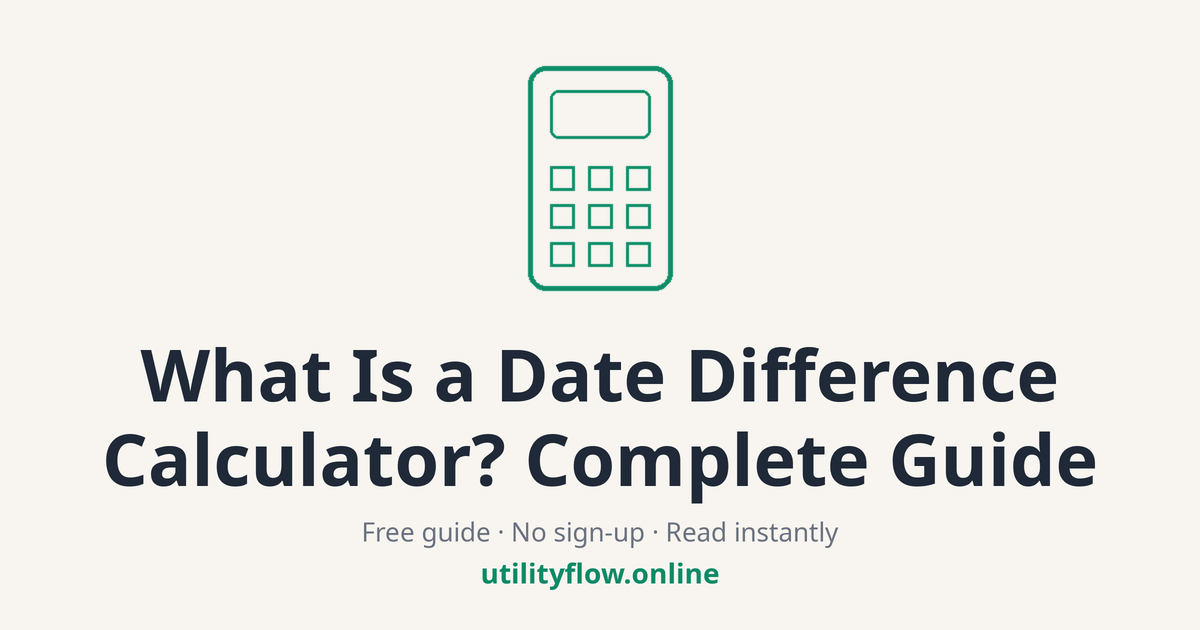 What Is a Date Difference
Calculator? Complete Guide
Free guide · No sign-up · Read instantly
utilityflow.online